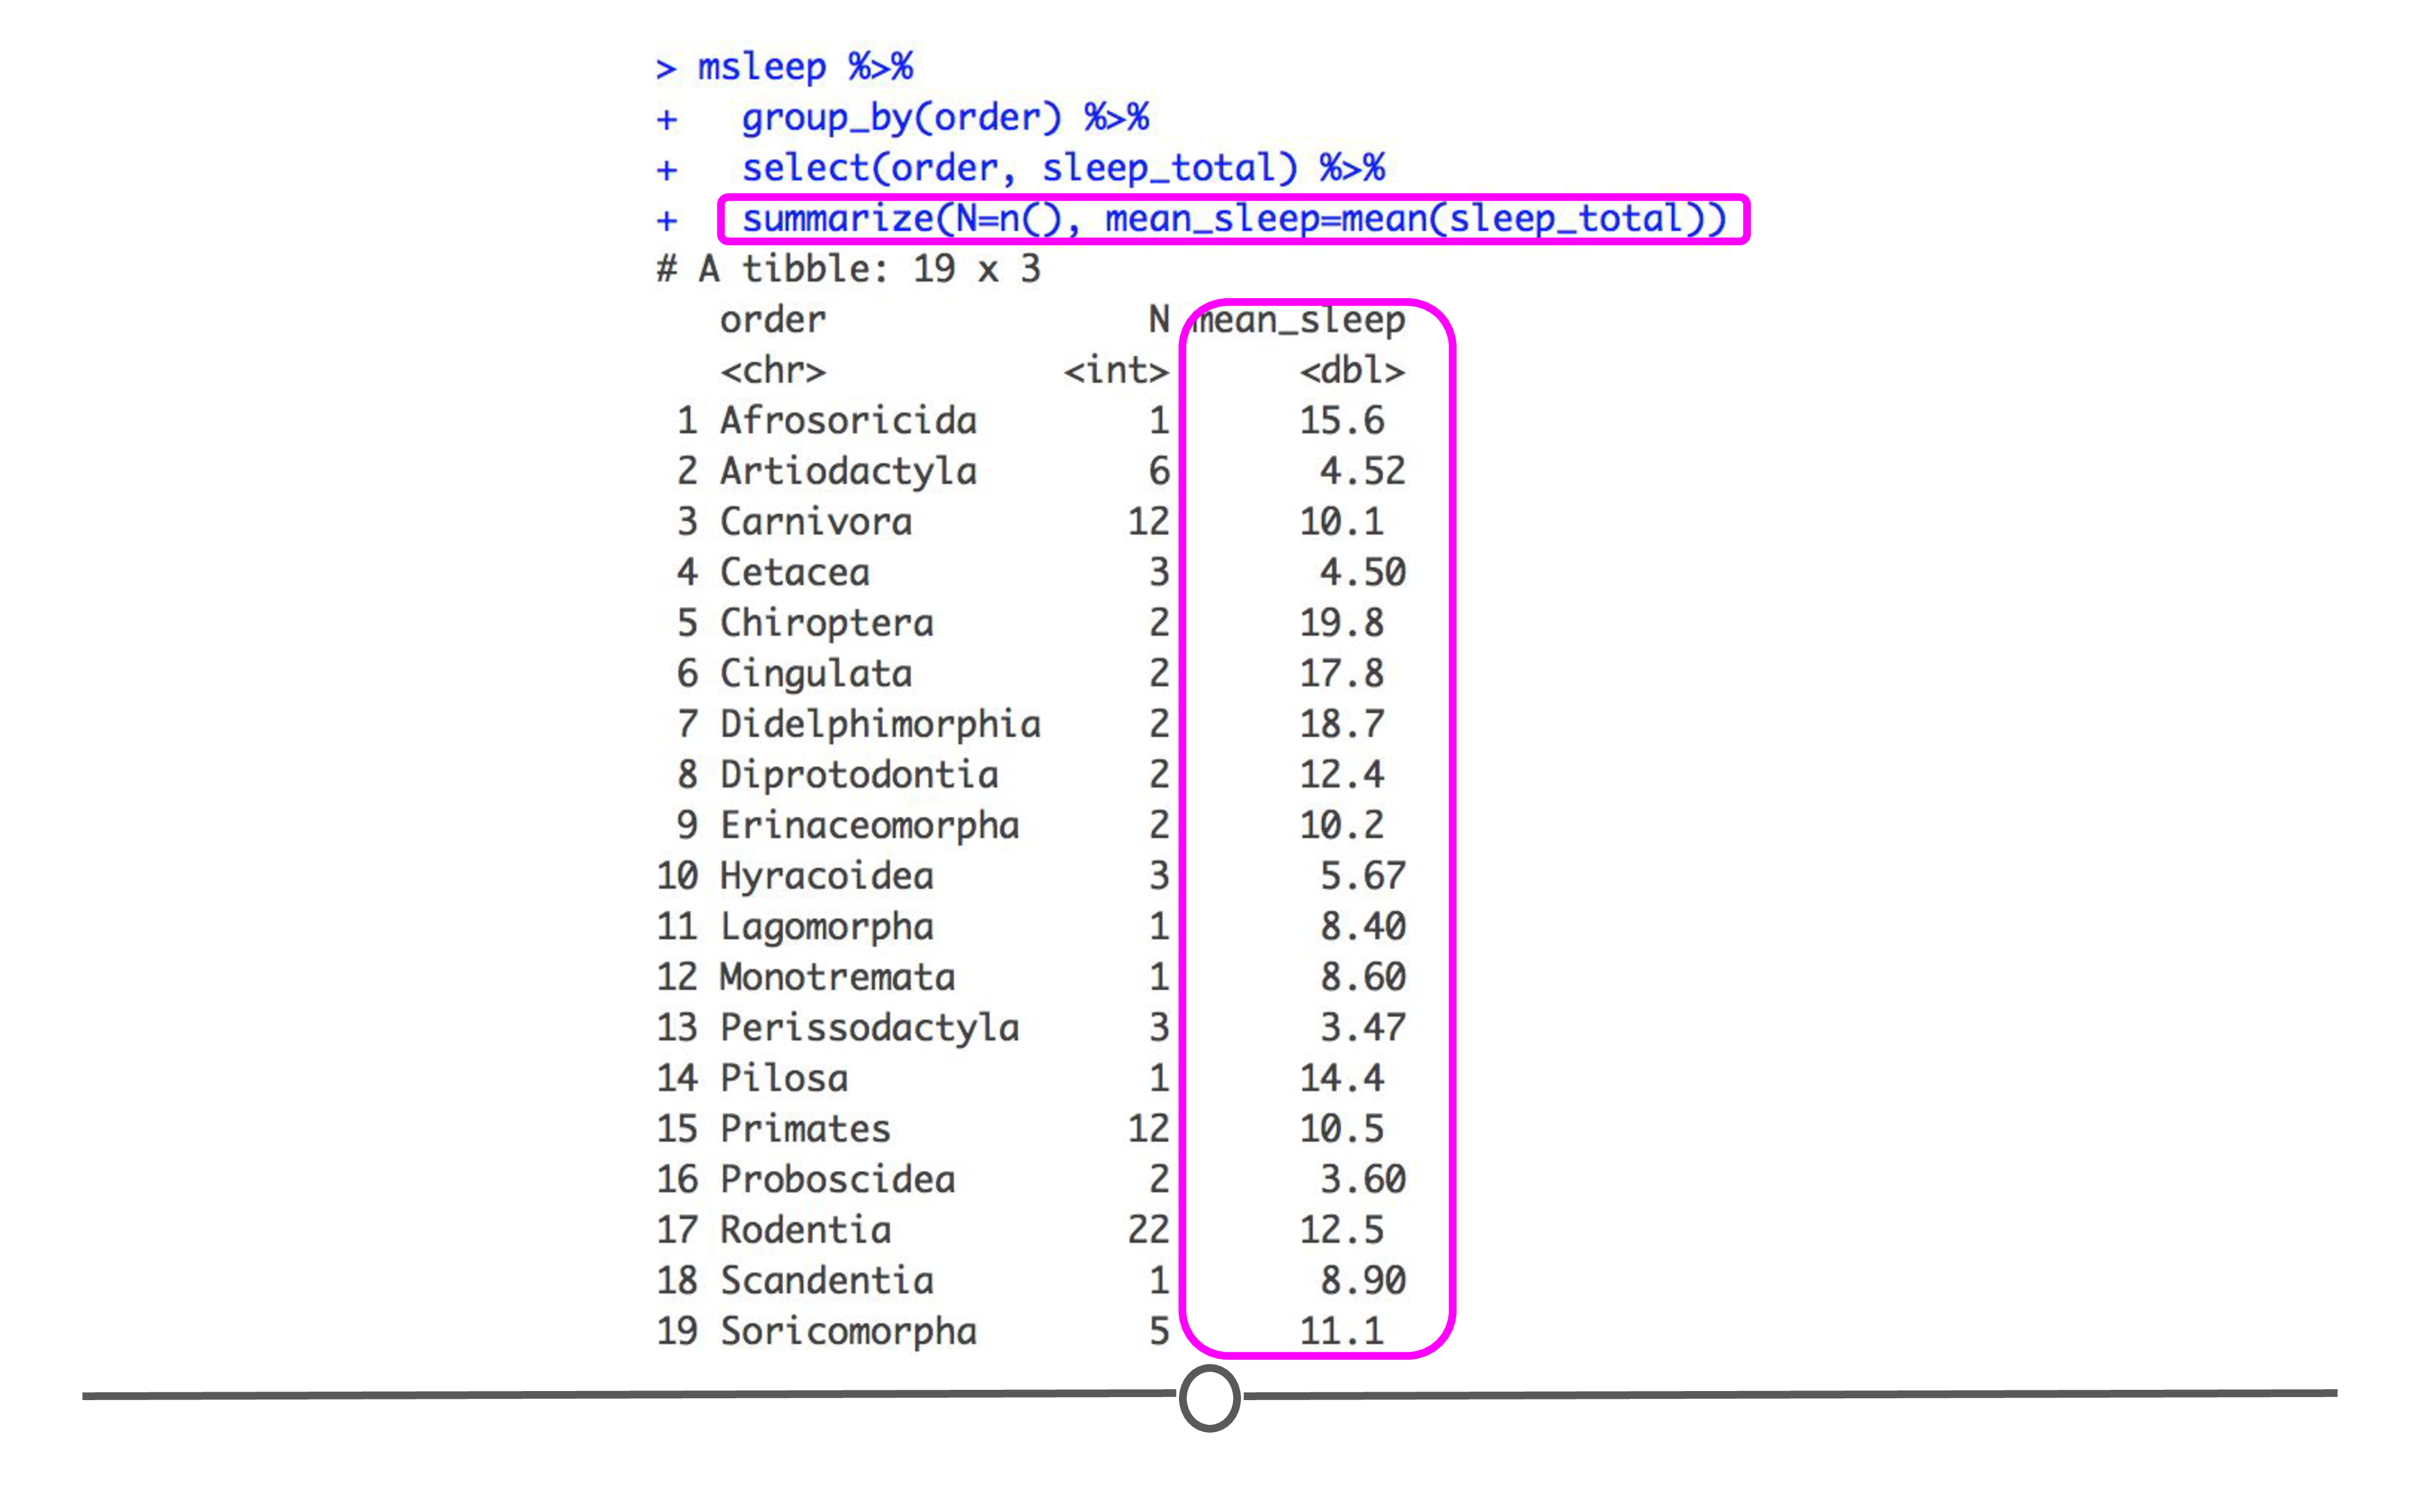 > msleep %>%
+   group_by(order) %>%
+   select(order, sleep_total) %>%
+   summarize(N=n(), mean_sleep=mean(sleep_total))
# A tibble: 19 x 3
   order               N mean_sleep
   <chr>           <int>      <dbl>
 1 Afrosoricida        1      15.6
 2 Artiodactyla        6       4.52
 3 Carnivora          12      10.1
 4 Cetacea             3       4.50
 5 Chiroptera          2      19.8
 6 Cingulata           2      17.8
 7 Didelphimorphia     2      18.7
 8 Diprotodontia       2      12.4
 9 Erinaceomorpha      2      10.2
10 Hyracoidea          3       5.67
11 Lagomorpha          1       8.40
12 Monotremata         1       8.60
13 Perissodactyla      3       3.47
14 Pilosa              1      14.4
15 Primates           12      10.5
16 Proboscidea         2       3.60
17 Rodentia           22      12.5
18 Scandentia          1       8.90
19 Soricomorpha        5      11.1